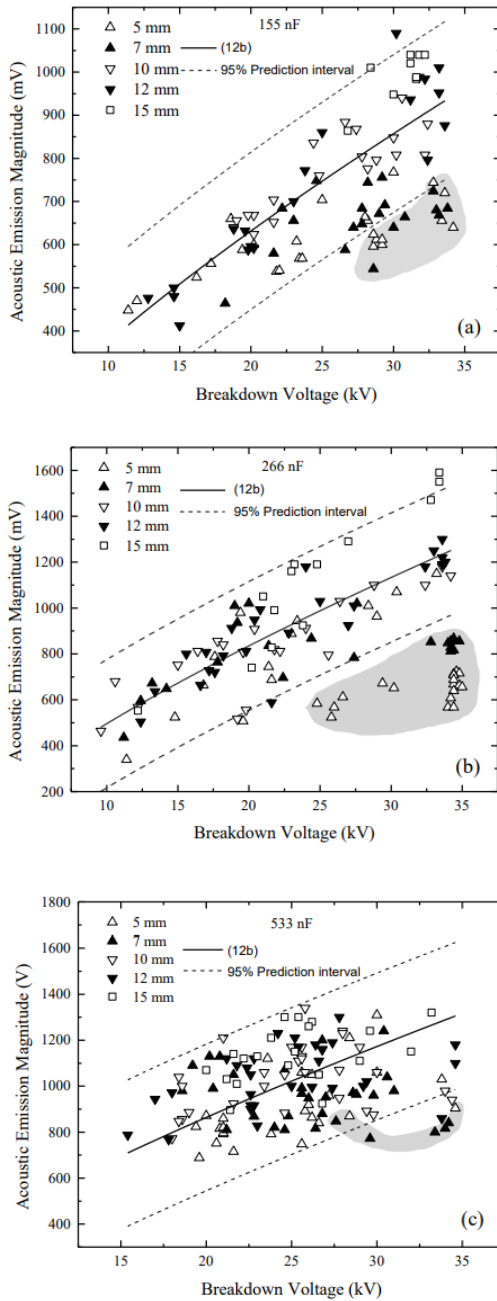 155 nF
5 mm
7 mm
10 mm
12 mm
15 mm
(12b)
95% Prediction interval
1100
1000
900
800
700
600
500
400
Acoustic Emission Magnitude (mV)
10
15
20
25
30
35
Breakdown Voltage (kV)
(a)
266 nF
5 mm
7 mm
10 mm
12 mm
15 mm
(12b)
95% Prediction interval
1600
1400
1200
1000
800
600
400
200
Acoustic Emission Magnitude (mV)
10
15
20
25
30
35
Breakdown Voltage (kV)
(b)
533 nF
5 mm
7 mm
10 mm
12 mm
15 mm
(12b)
95% Prediction interval
1800
1600
1400
1200
1000
800
600
400
Acoustic Emission Magnitude (V)
15
20
25
30
35
Breakdown Voltage (kV)
(c)